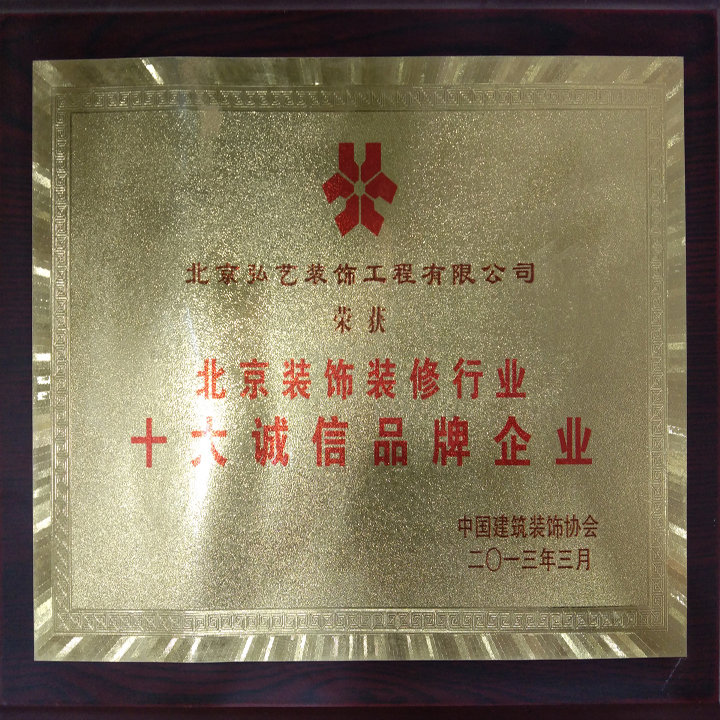 北京弘艺装饰工程有限公司
荣获
北京装饰装修行业
十大诚信品牌企业
中国建筑装饰协会
二〇一三年三月